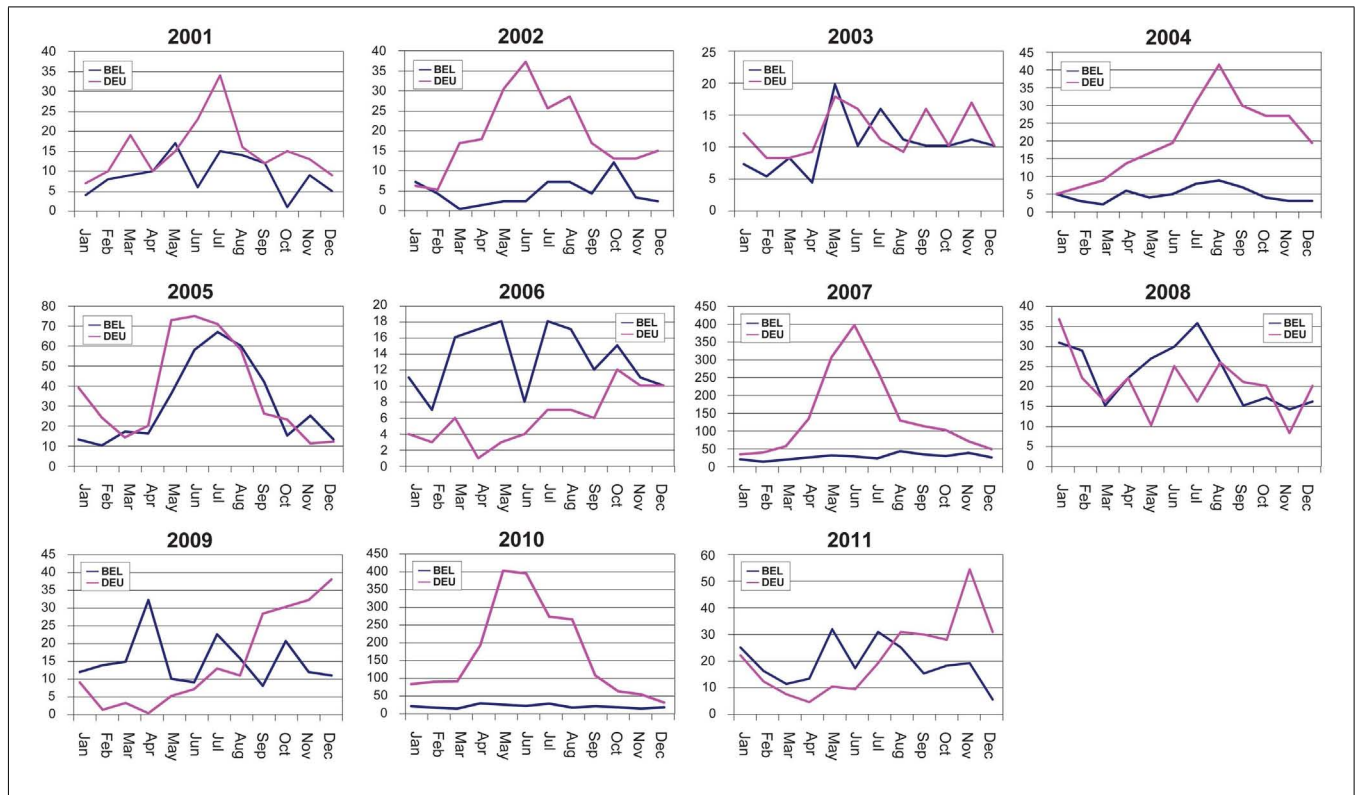 2001
40
35
30
25
20
15
10
5
0
BEL
DEU
Jan
Feb
Mar
Apr
May
Jun
Jul
Aug
Sep
Oct
Nov
Dec
2002
40
35
30
25
20
15
10
5
0
BEL
DEU
Jan
Feb
Mar
Apr
May
Jun
Jul
Aug
Sep
Oct
Nov
Dec
2003
25
20
15
10
5
0
BEL
DEU
Jan
Feb
Mar
Apr
May
Jun
Jul
Aug
Sep
Oct
Nov
Dec
2004
45
40
35
30
25
20
15
10
5
0
BEL
DEU
Jan
Feb
Mar
Apr
May
Jun
Jul
Aug
Sep
Oct
Nov
Dec
2005
80
70
60
50
40
30
20
10
0
BEL
DEU
Jan
Feb
Mar
Apr
May
Jun
Jul
Aug
Sep
Oct
Nov
Dec
2006
20
18
16
14
12
10
8
6
4
2
0
BEL
DEU
Jan
Feb
Mar
Apr
May
Jun
Jul
Aug
Sep
Oct
Nov
Dec
2007
450
400
350
300
250
200
150
100
50
0
BEL
DEU
Jan
Feb
Mar
Apr
May
Jun
Jul
Aug
Sep
Oct
Nov
Dec
2008
40
35
30
25
20
15
10
5
0
BEL
DEU
Jan
Feb
Mar
Apr
May
Jun
Jul
Aug
Sep
Oct
Nov
Dec
2009
45
40
35
30
25
20
15
10
5
0
BEL
DEU
Jan
Feb
Mar
Apr
May
Jun
Jul
Aug
Sep
Oct
Nov
Dec
2010
450
400
350
300
250
200
150
100
50
0
BEL
DEU
Jan
Feb
Mar
Apr
May
Jun
Jul
Aug
Sep
Oct
Nov
Dec
2011
60
50
40
30
20
10
0
BEL
DEU
Jan
Feb
Mar
Apr
May
Jun
Jul
Aug
Sep
Oct
Nov
Dec